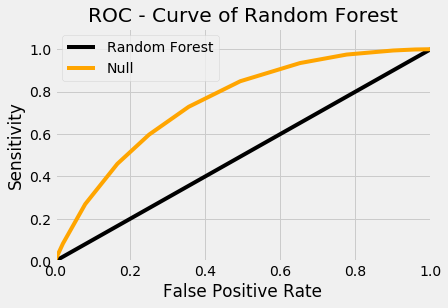 ROC - Curve of Random Forest
Random Forest
Null
1.0
0.8
0.6
0.4
0.2
0.0
Sensitivity
0.0 0.2 0.4 0.6 0.8 1.0
False Positive Rate